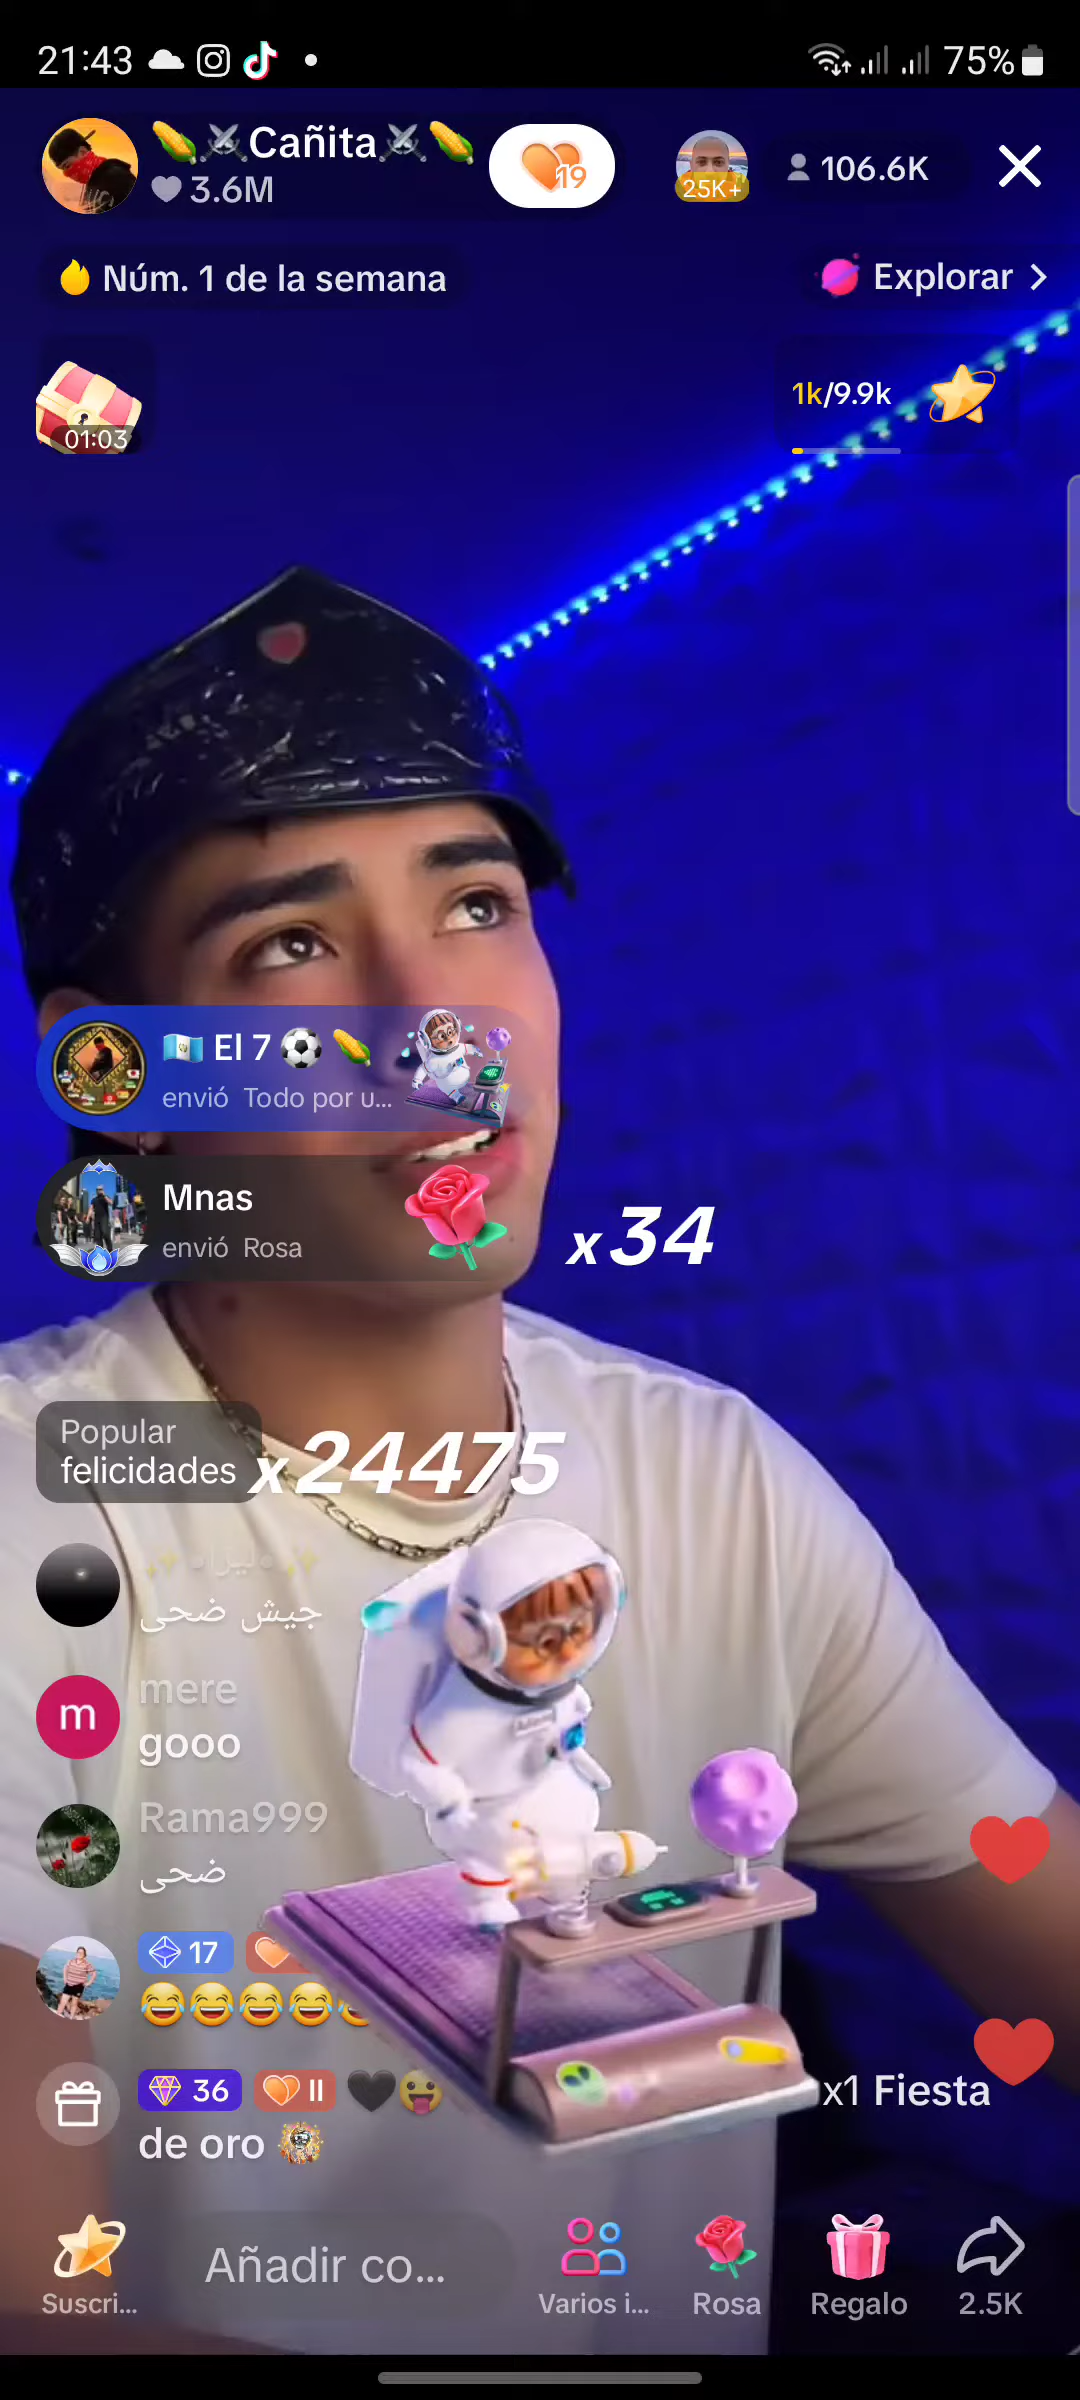 21:43
75%
🌽⚔️Cañita⚔️🌽
3.6M
19
25K+
106.6K
Núm. 1 de la semana
Explorar
01:03
1k/9.9k
🇬🇹 El 7 ⚽ 🌽
envió Todo por u...
Mnas
envió Rosa
x34
Popular
felicidades
x24475
جيش ضحى
m
mere
gooo
Rama999
ضحى
17
😂😂😂😂
36
II 🖤😜
x1 Fiesta
de oro
Suscri...
Añadir co...
Varios i...
Rosa
Regalo
2.5K